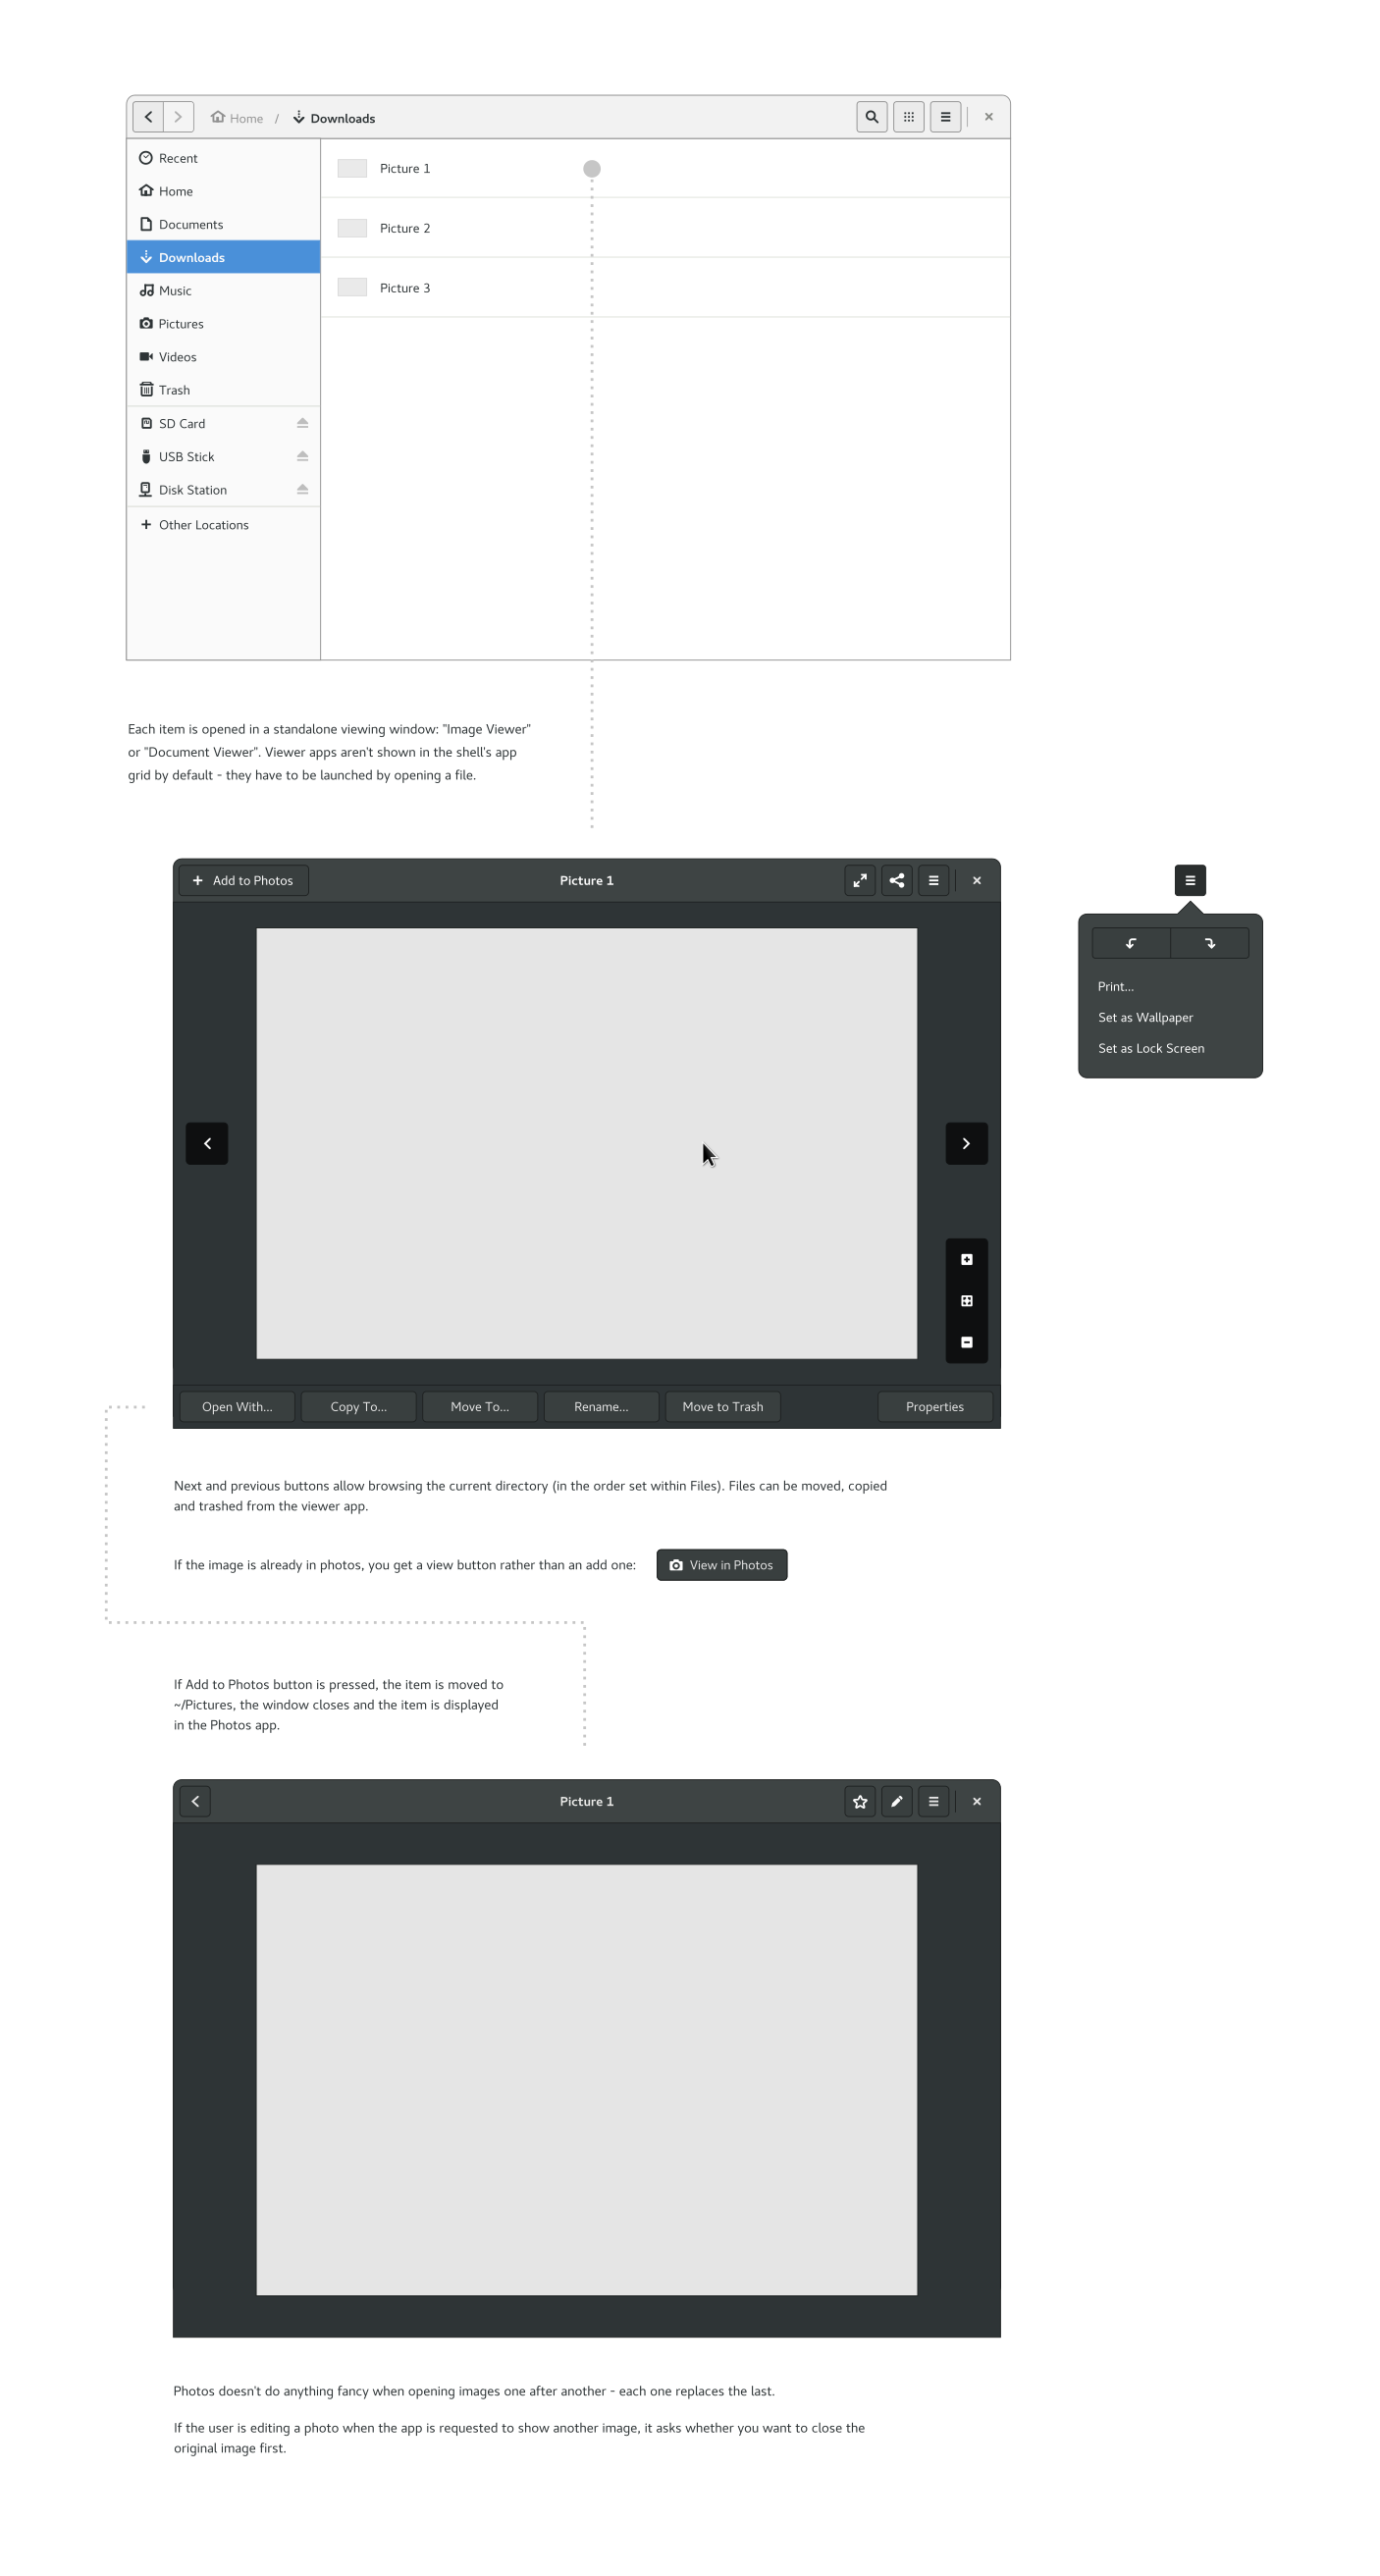 Home / Downloads
Recent
Home
Documents
Downloads
Music
Pictures
Videos
Trash
SD Card
USB Stick
Disk Station
Other Locations
Picture 1
Picture 2
Picture 3
Each item is opened in a standalone viewing window: "Image Viewer"
or "Document Viewer". Viewer apps aren't shown in the shell's app
grid by default - they have to be launched by opening a file.
Add to Photos
Picture 1
Print...
Set as Wallpaper
Set as Lock Screen
Open With... Copy To... Move To... Rename... Move to Trash Properties
Next and previous buttons allow browsing the current directory (in the order set within Files). Files can be moved, copied
and trashed from the viewer app.
If the image is already in photos, you get a view button rather than an add one:
View in Photos
If Add to Photos button is pressed, the item is moved to
~/Pictures, the window closes and the item is displayed
in the Photos app.
Picture 1
Photos doesn't do anything fancy when opening images one after another - each one replaces the last.
If the user is editing a photo when the app is requested to show another image, it asks whether you want to close the
original image first.